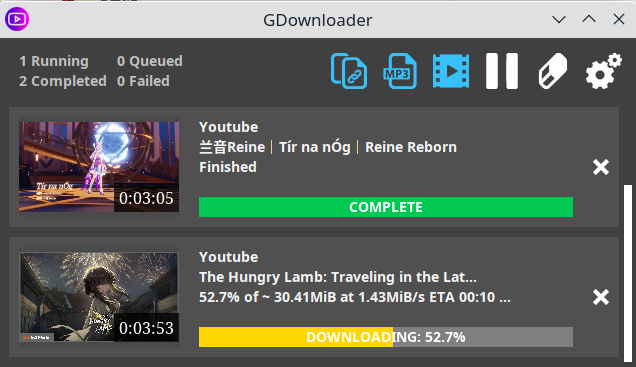 GDownloader
1 Running 0 Queued
2 Completed 0 Failed
MP3
Youtube
兰音Reine｜Tír na nÓg｜Reine Reborn
Finished
Tír na nÓg
0:03:05
COMPLETE
Youtube
The Hungry Lamb: Traveling in the Lat...
52.7% of ~ 30.41MiB at 1.43MiB/s ETA 00:10 ...
HUNGRY
LAMB
0:03:53
DOWNLOADING: 52.7%